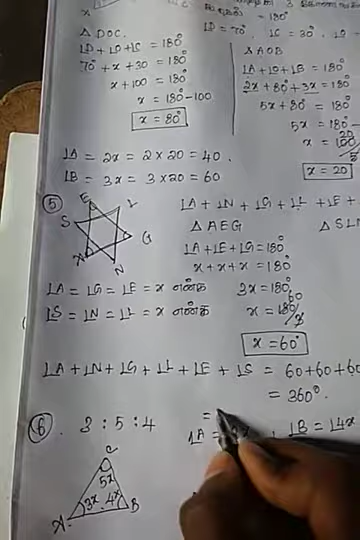 x
= 180°
∆ DOC.
∠D + ∠O + ∠C = 180°
70° + x + 30 = 180°
x + 100 = 180°
x = 180 - 100
x = 80°
∠D = 70°, ∠C = 30°,
∆ AOB
∠A + ∠O + ∠B = 180°
2x + 80° + 3x = 180°
5x + 80° = 180°
5x = 180 -
x = 100 20 5
x = 20
∠A = 2x = 2 × 20 = 40.
∠B = 3x = 3 × 20 = 60
5
E L
S G
A N
∠A + ∠N + ∠G + ∠L + ∠E +
∆ AEG
∆ SLN
∠A + ∠E + ∠G = 180°
x + x + x = 180°
3x = 180°
x = 180 60 3
x = 60°
∠A = ∠G = ∠E = x என்க
∠S = ∠N = ∠L = x என்க
∠A + ∠N + ∠G + ∠L + ∠E + ∠S = 60 + 60 + 60
= 360°.
6. 3 : 5 : 4
=
∠A = + ∠B = ∠4x
C
5x
3x 4x
A B